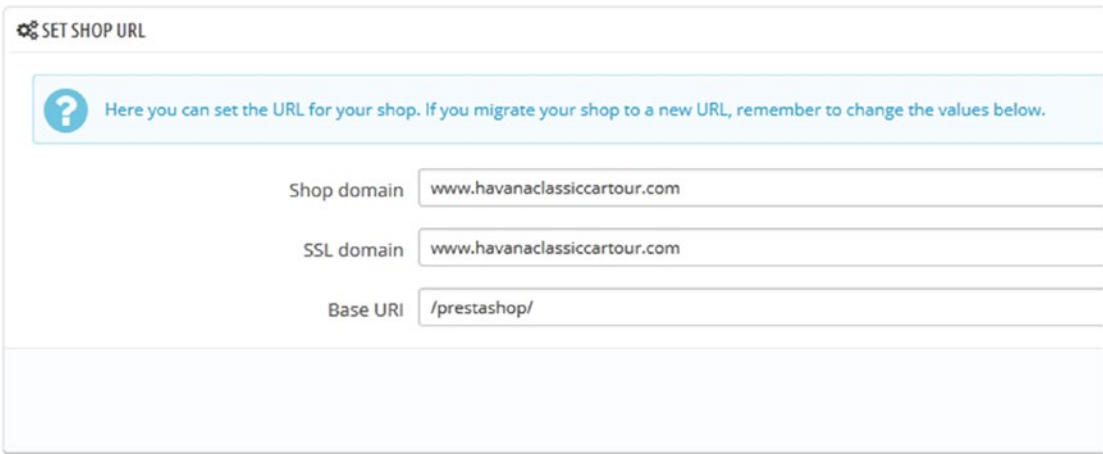 SET SHOP URL
?
Here you can set the URL for your shop. If you migrate your shop to a new URL, remember to change the values below.
Shop domain www.havanaclassiccartour.com
SSL domain www.havanaclassiccartour.com
Base URI /prestashop/